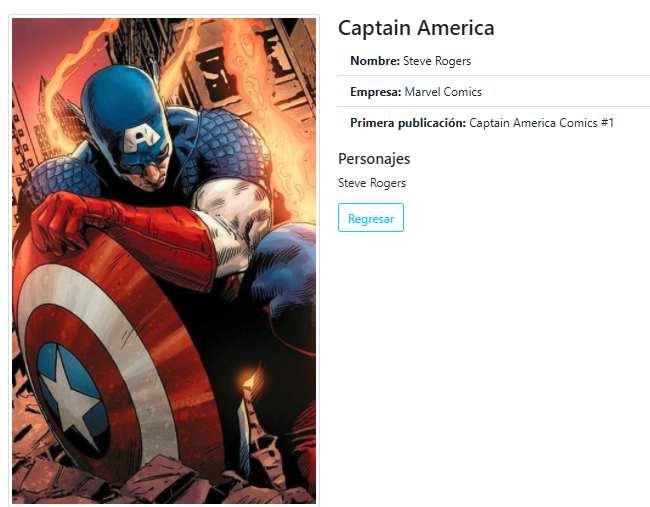 Captain America
Nombre: Steve Rogers
Empresa: Marvel Comics
Primera publicación: Captain America Comics #1
Personajes
Steve Rogers
Regresar
A